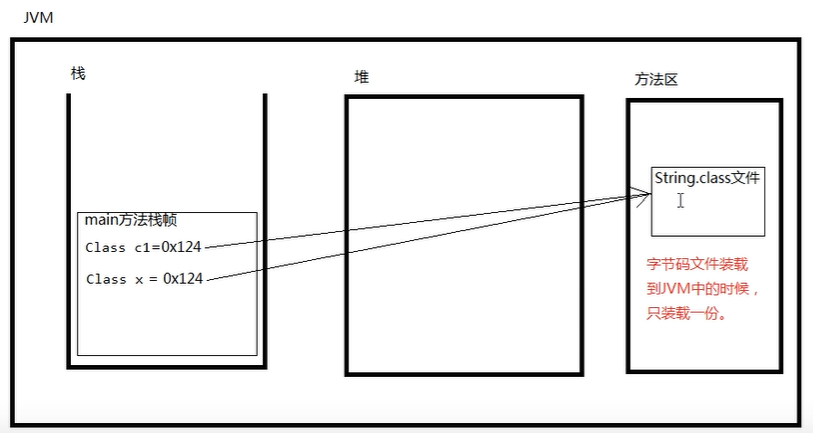 JVM
栈
堆
方法区
main方法栈帧
Class c1=0x124
Class x = 0x124
String.class文件
字节码文件装载
到JVM中的时候，
只装载一份。